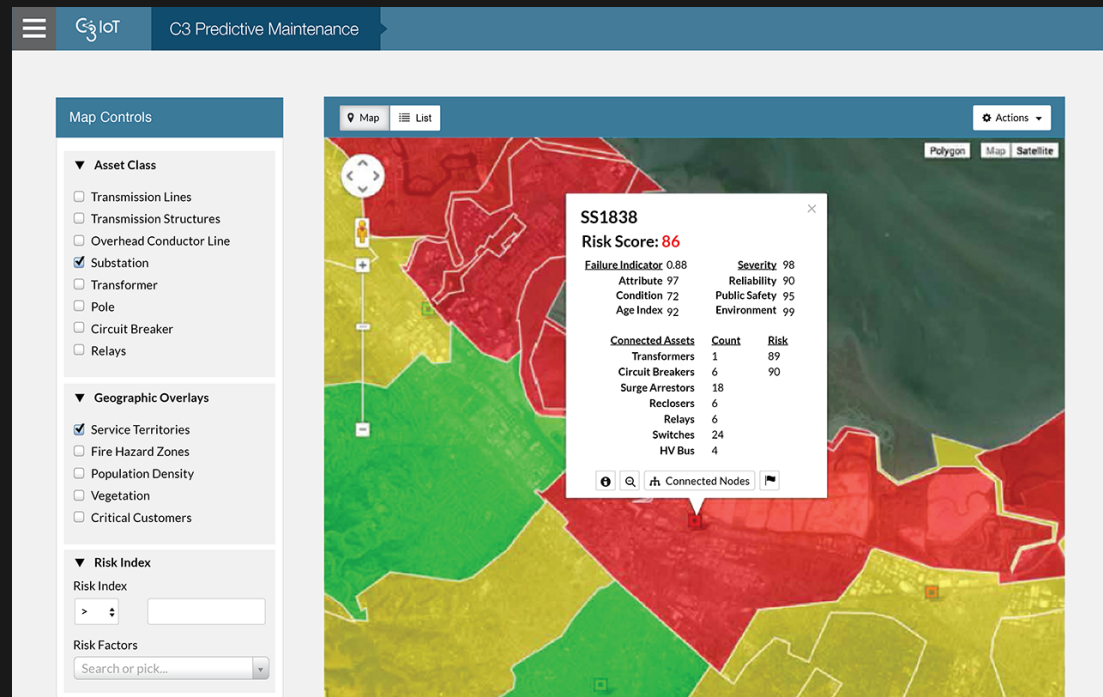 C3 IoT
C3 Predictive Maintenance
Map Controls
Asset Class
Transmission Lines
Transmission Structures
Overhead Conductor Line
Substation
Transformer
Pole
Circuit Breaker
Relays
Geographic Overlays
Service Territories
Fire Hazard Zones
Population Density
Vegetation
Critical Customers
Risk Index
Risk Index
>
Risk Factors
Search or pick...
Map List Actions
Polygon Map Satellite
SS1838
Risk Score: 86
Failure Indicator 0.88 Severity 98
Attribute 97 Reliability 90
Condition 72 Public Safety 95
Age Index 92 Environment 99
Connected Assets Count Risk
Transformers 1 89
Circuit Breakers 6 90
Surge Arrestors 18
Reclosers 6
Relays 6
Switches 24
HV Bus 4
Connected Nodes